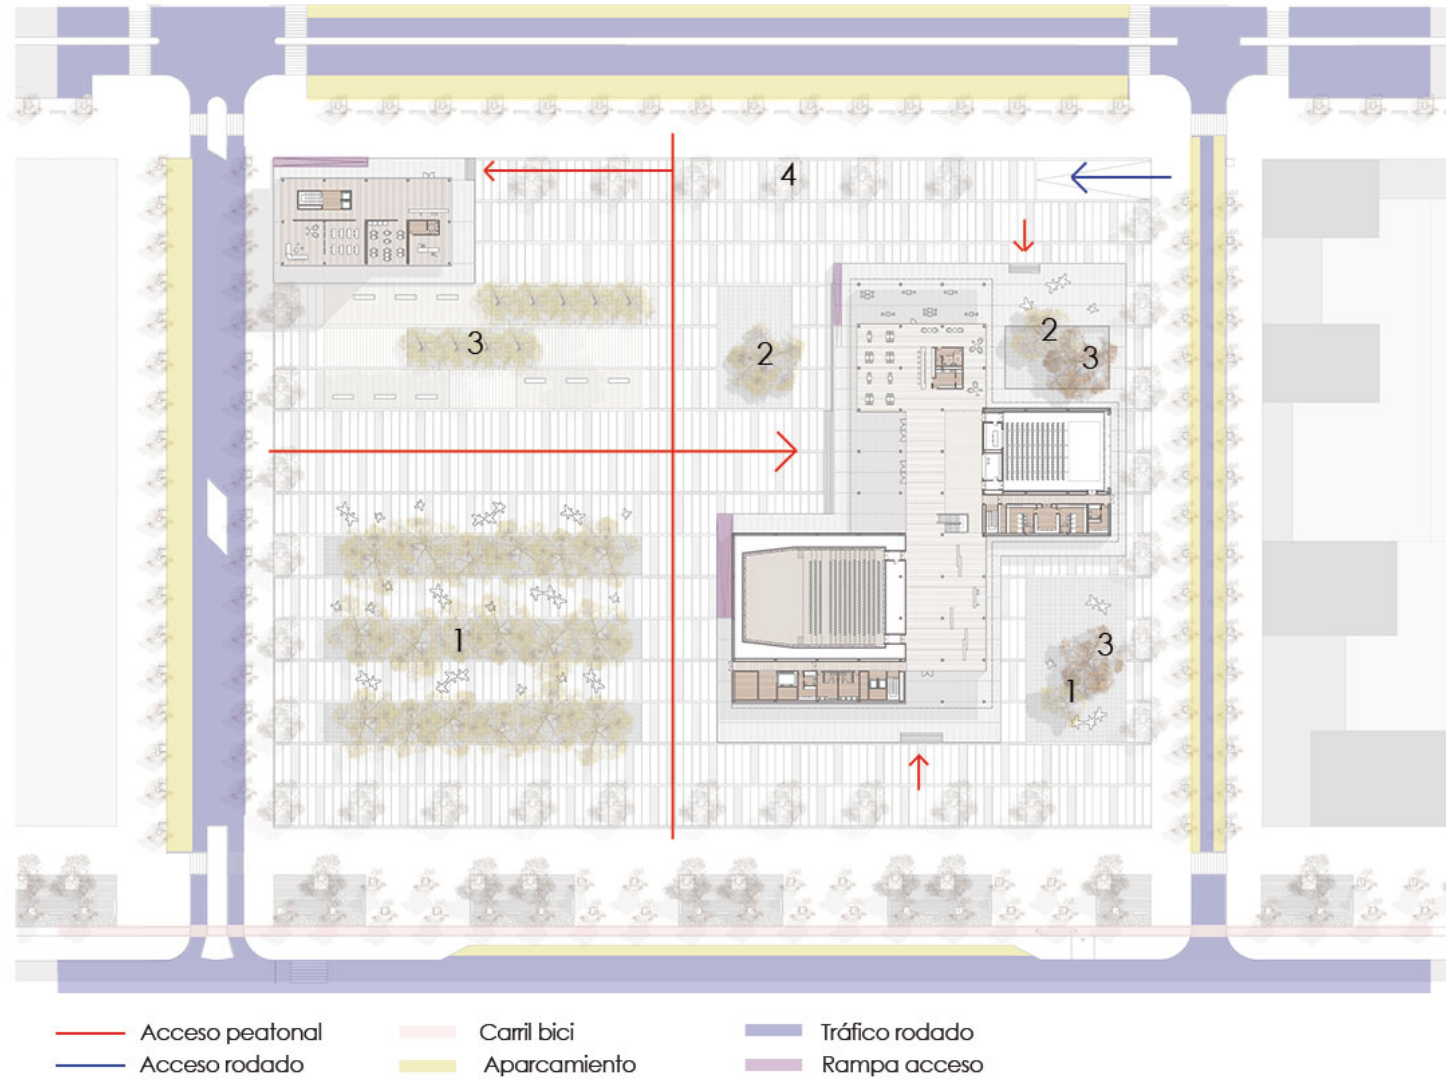 4
2
3
3
2
3
1
3
1
Acceso peatonal
Carril bici
Tráfico rodado
Acceso rodado
Aparcamiento
Rampa acceso